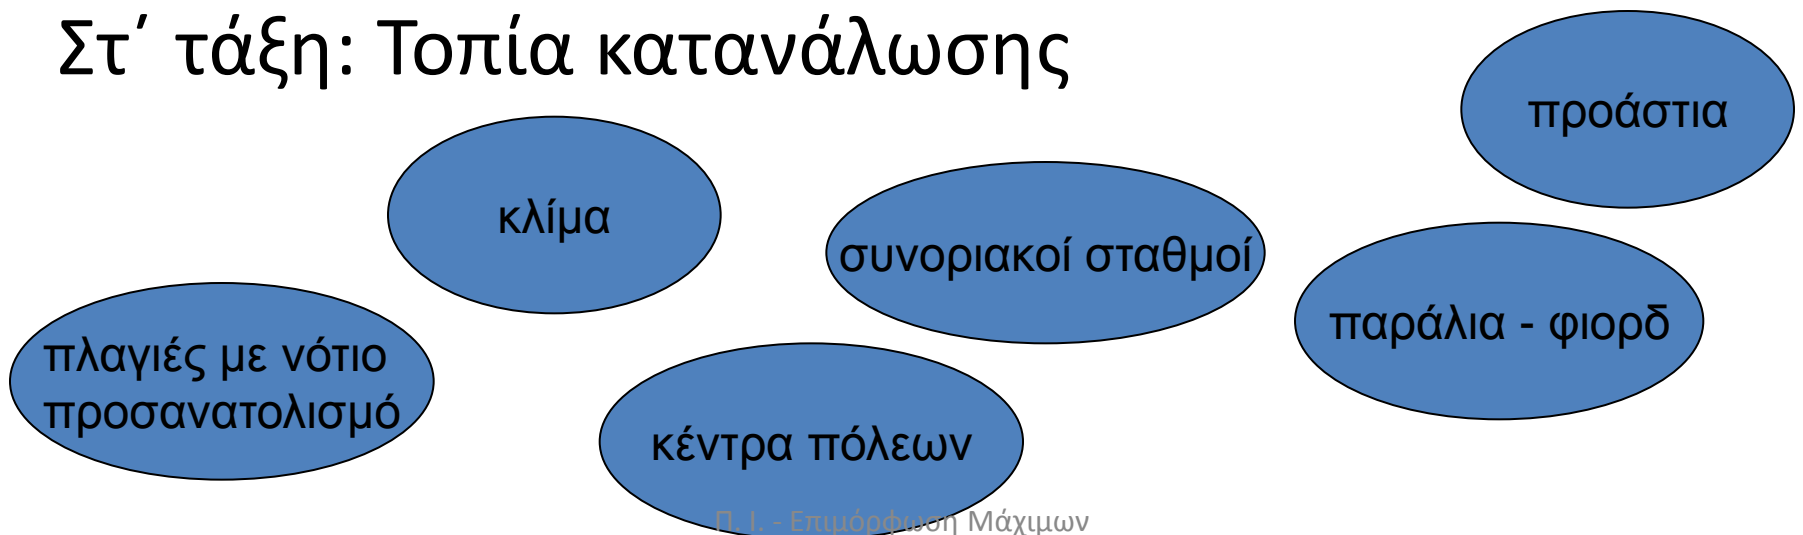 Στ΄ τάξη: Τοπία κατανάλωσης
προάστια
κλίμα
συνοριακοί σταθμοί
παράλια - φιορδ
πλαγιές με νότιο
προσανατολισμό
κέντρα πόλεων
Π. Ι. - Επιμόρφωση Μάχιμων